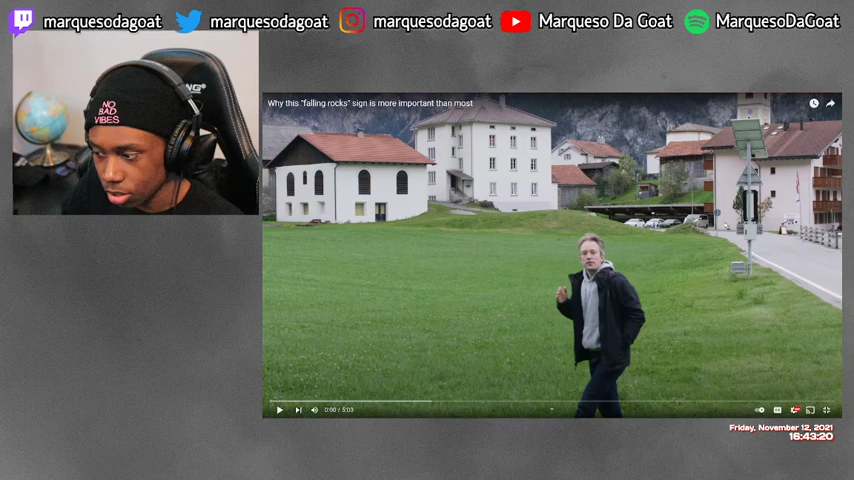 marquesodagoat marquesodagoat marquesodagoat Marqueso Da Goat MarquesoDaGoat
NO
BAD
VIBES
Why this "falling rocks" sign is more important than most
0:00 / 5:03
Friday, November 12, 2021
16:43:20